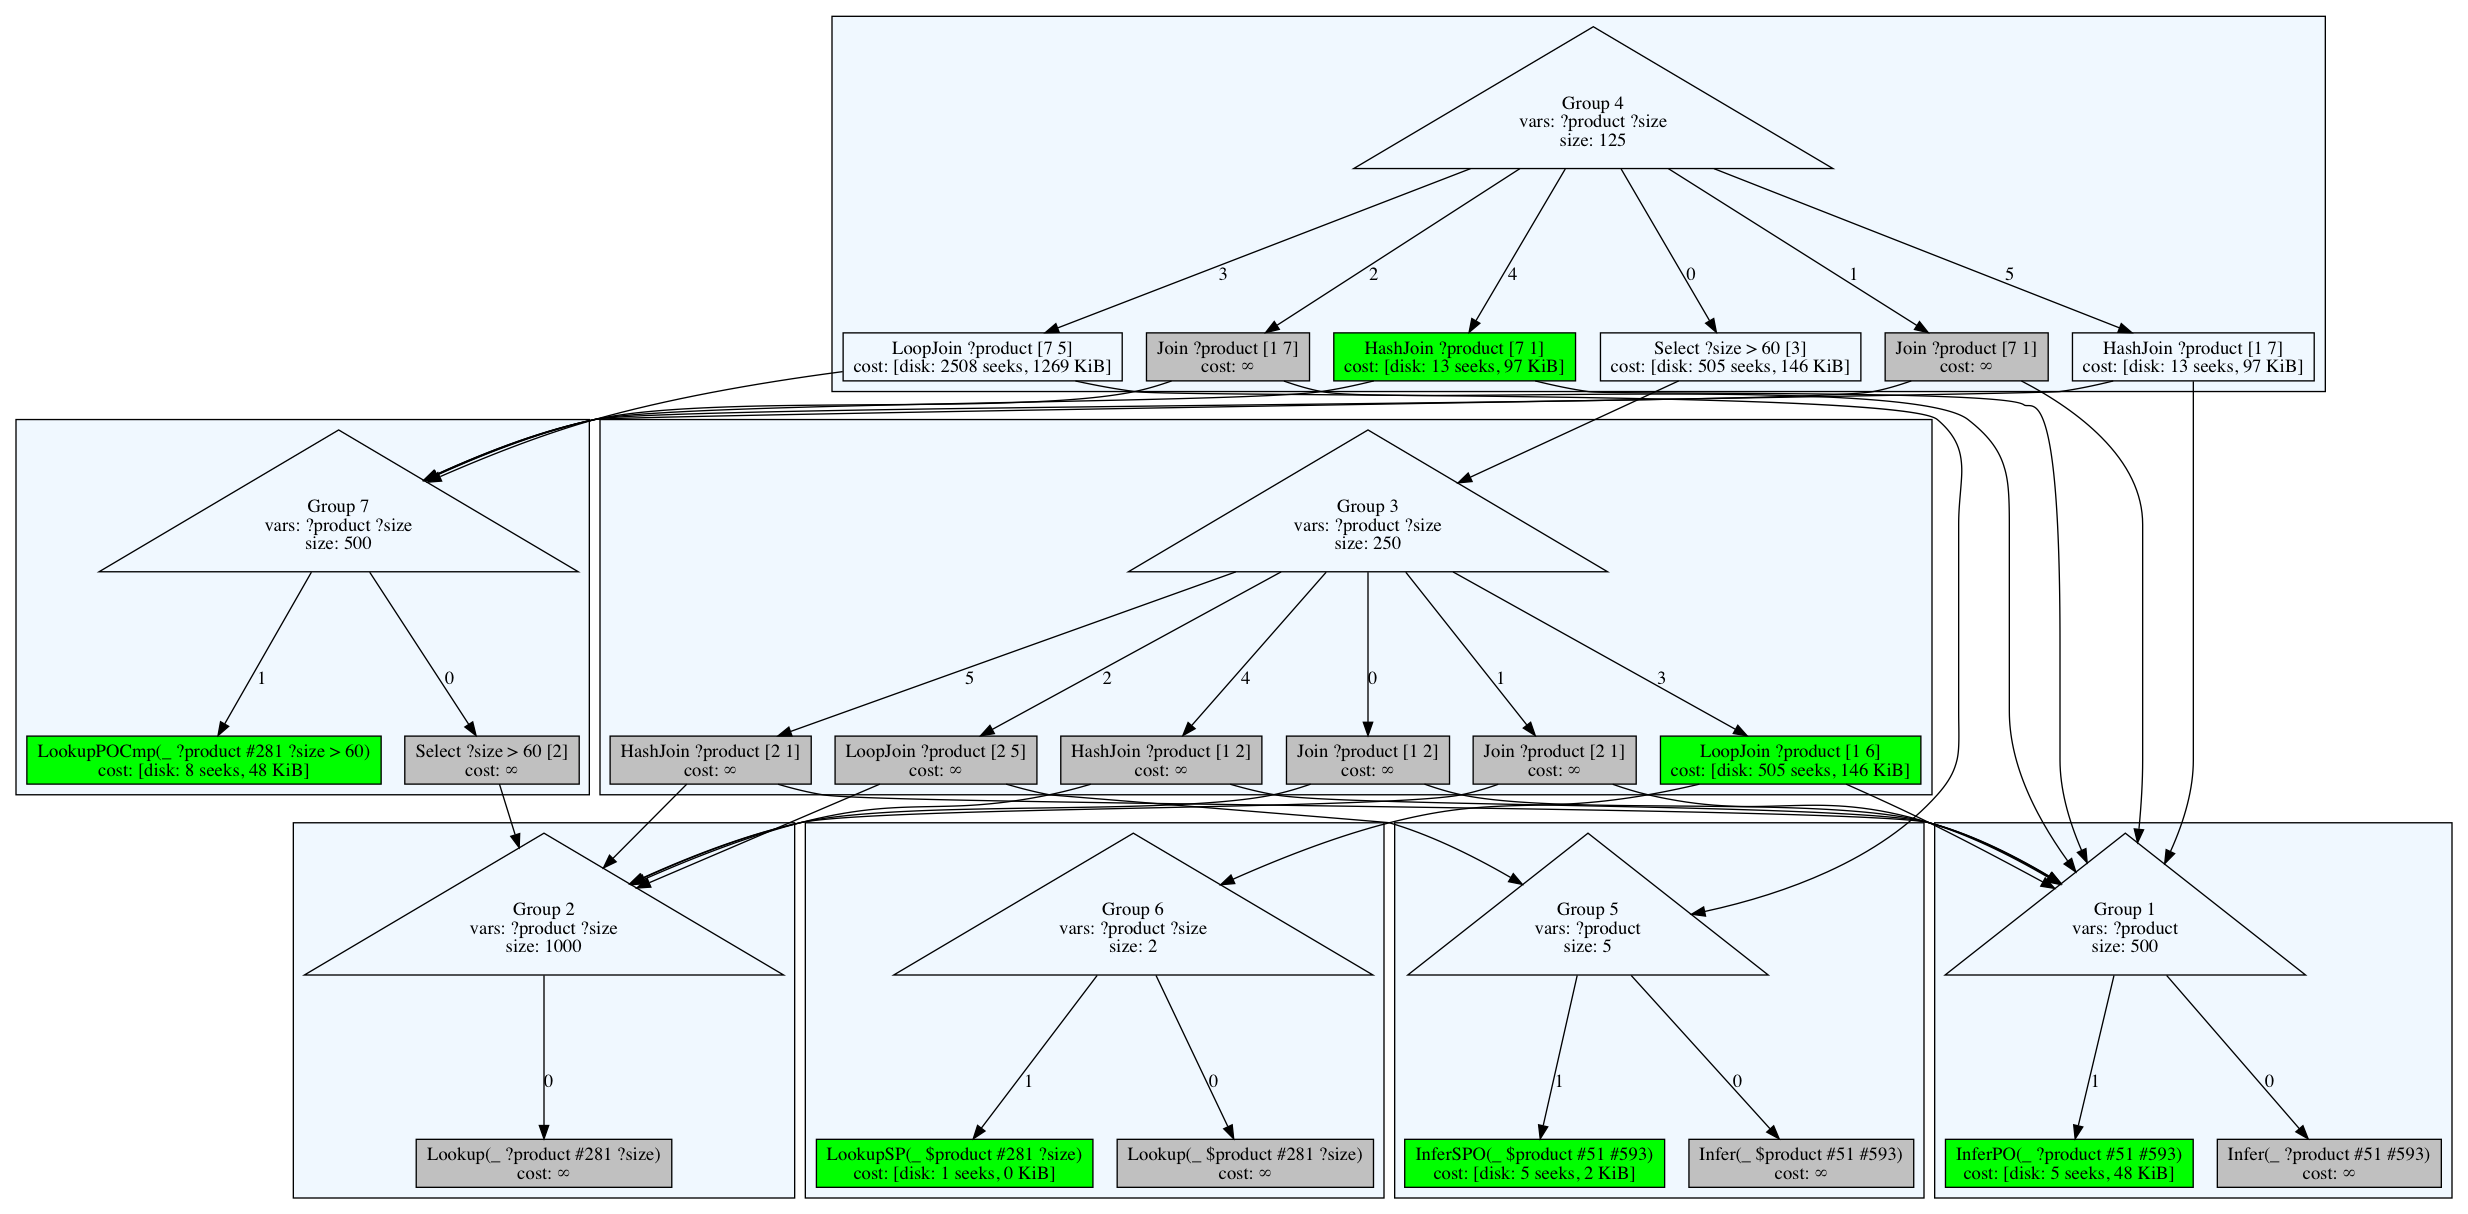 Group 4
vars: ?product ?size
size: 125
3
2
4
0
1
5
LoopJoin ?product [7 5]
cost: [disk: 2508 seeks, 1269 KiB]
Join ?product [1 7]
cost: ∞
HashJoin ?product [7 1]
cost: [disk: 13 seeks, 97 KiB]
Select ?size > 60 [3]
cost: [disk: 505 seeks, 146 KiB]
Join ?product [7 1]
cost: ∞
HashJoin ?product [1 7]
cost: [disk: 13 seeks, 97 KiB]
Group 7
vars: ?product ?size
size: 500
1
0
LookupPOCmp(_ ?product #281 ?size > 60)
cost: [disk: 8 seeks, 48 KiB]
Select ?size > 60 [2]
cost: ∞
Group 3
vars: ?product ?size
size: 250
5
2
4
0
1
3
HashJoin ?product [2 1]
cost: ∞
LoopJoin ?product [2 5]
cost: ∞
HashJoin ?product [1 2]
cost: ∞
Join ?product [1 2]
cost: ∞
Join ?product [2 1]
cost: ∞
LoopJoin ?product [1 6]
cost: [disk: 505 seeks, 146 KiB]
Group 2
vars: ?product ?size
size: 1000
0
Lookup(_ ?product #281 ?size)
cost: ∞
Group 6
vars: ?product ?size
size: 2
1
0
LookupSP(_ $product #281 ?size)
cost: [disk: 1 seeks, 0 KiB]
Lookup(_ $product #281 ?size)
cost: ∞
Group 5
vars: ?product
size: 5
1
0
InferSPO(_ $product #51 #593)
cost: [disk: 5 seeks, 2 KiB]
Infer(_ $product #51 #593)
cost: ∞
Group 1
vars: ?product
size: 500
1
0
InferPO(_ ?product #51 #593)
cost: [disk: 5 seeks, 48 KiB]
Infer(_ ?product #51 #593)
cost: ∞